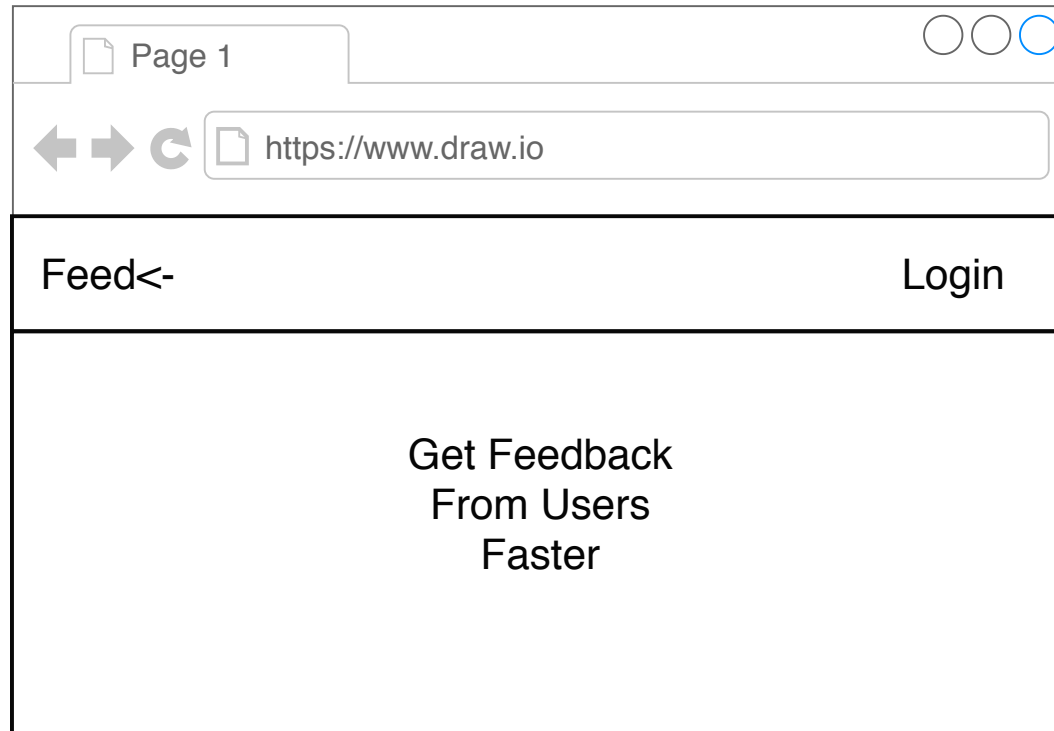 Page 1
https://www.draw.io
Feed<-
Login
Get Feedback
From Users
Faster